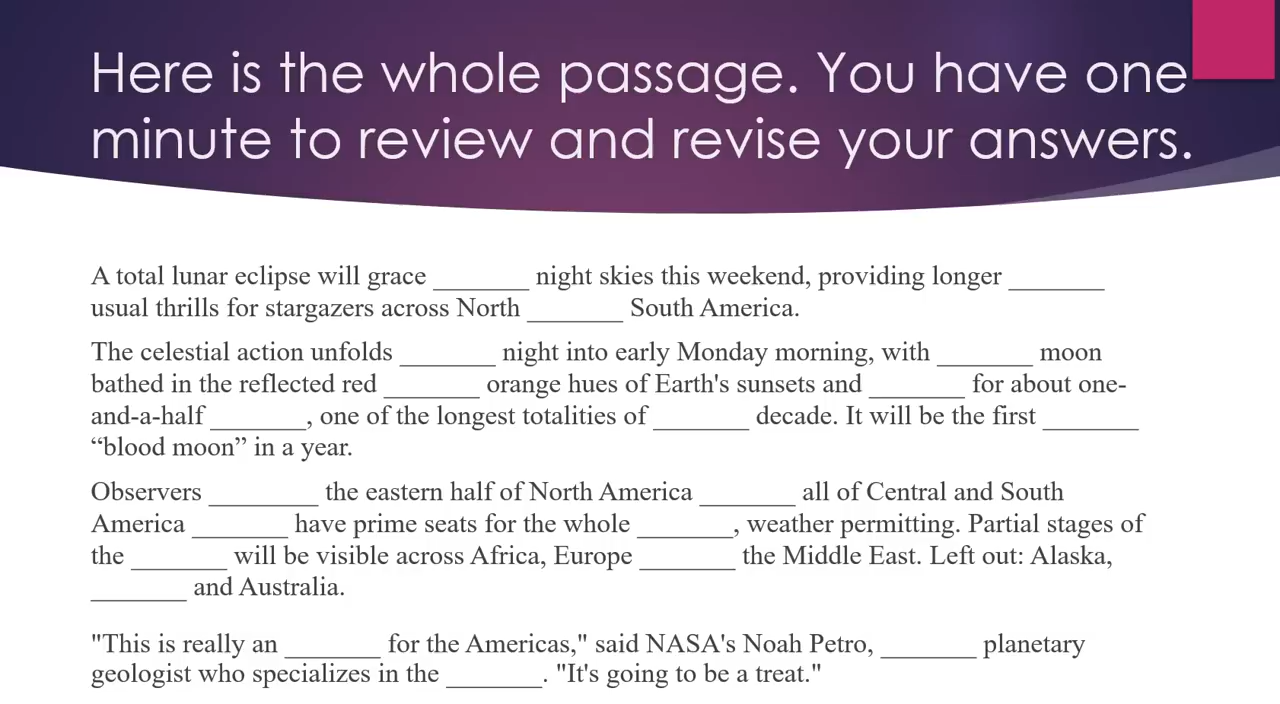 Here is the whole passage. You have one
minute to review and revise your answers.
A total lunar eclipse will grace _______ night skies this weekend, providing longer _______
usual thrills for stargazers across North _______ South America.
The celestial action unfolds _______ night into early Monday morning, with _______ moon
bathed in the reflected red _______ orange hues of Earth's sunsets and _______ for about one-
and-a-half _______, one of the longest totalities of _______ decade. It will be the first _______
“blood moon” in a year.
Observers ________ the eastern half of North America _______ all of Central and South
America _______ have prime seats for the whole _______, weather permitting. Partial stages of
the _______ will be visible across Africa, Europe _______ the Middle East. Left out: Alaska,
_______ and Australia.
"This is really an _______ for the Americas," said NASA's Noah Petro, _______ planetary
geologist who specializes in the _______. "It's going to be a treat."